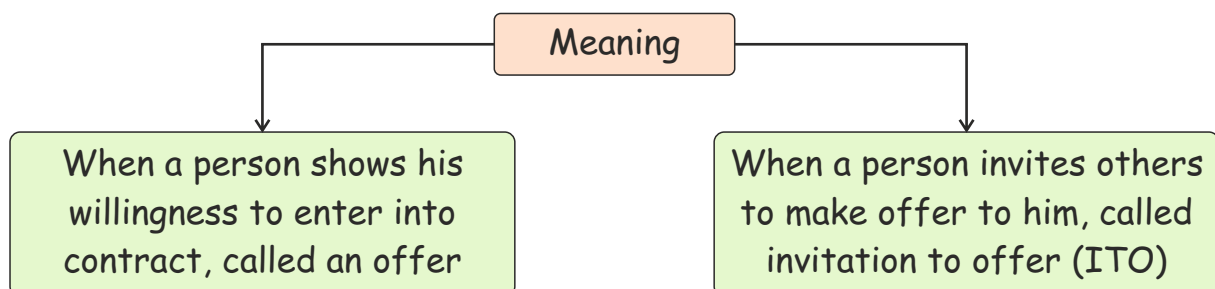 Meaning
When a person shows his
willingness to enter into
contract, called an offer
When a person invites others
to make offer to him, called
invitation to offer (ITO)